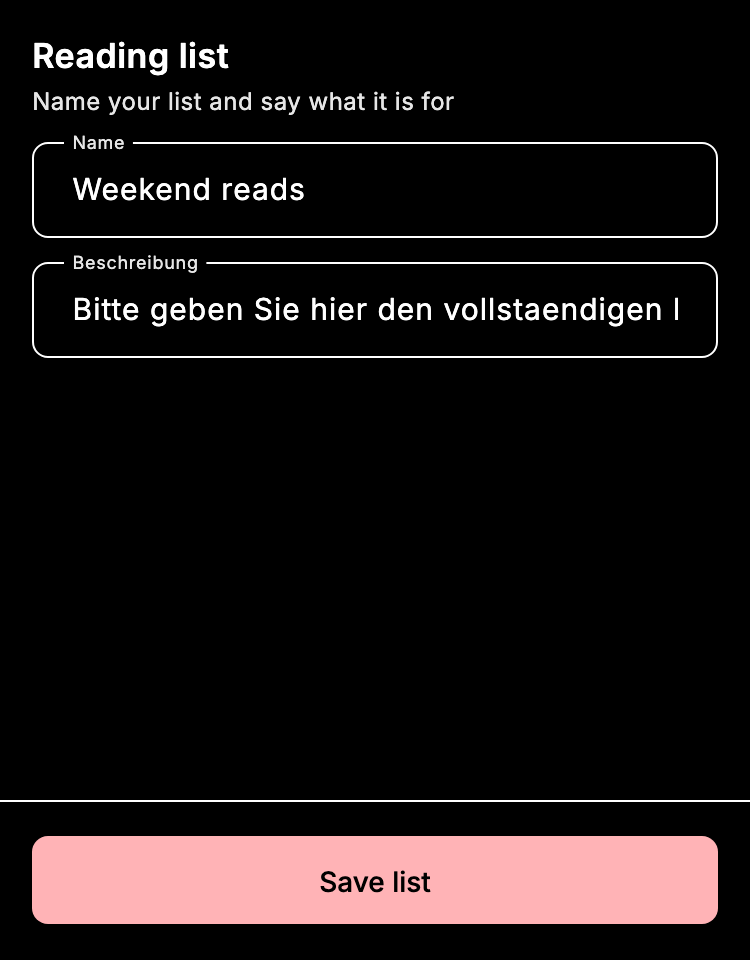 Reading list
Name your list and say what it is for
Name
Weekend reads
Beschreibung
Bitte geben Sie hier den vollstaendigen
Save list